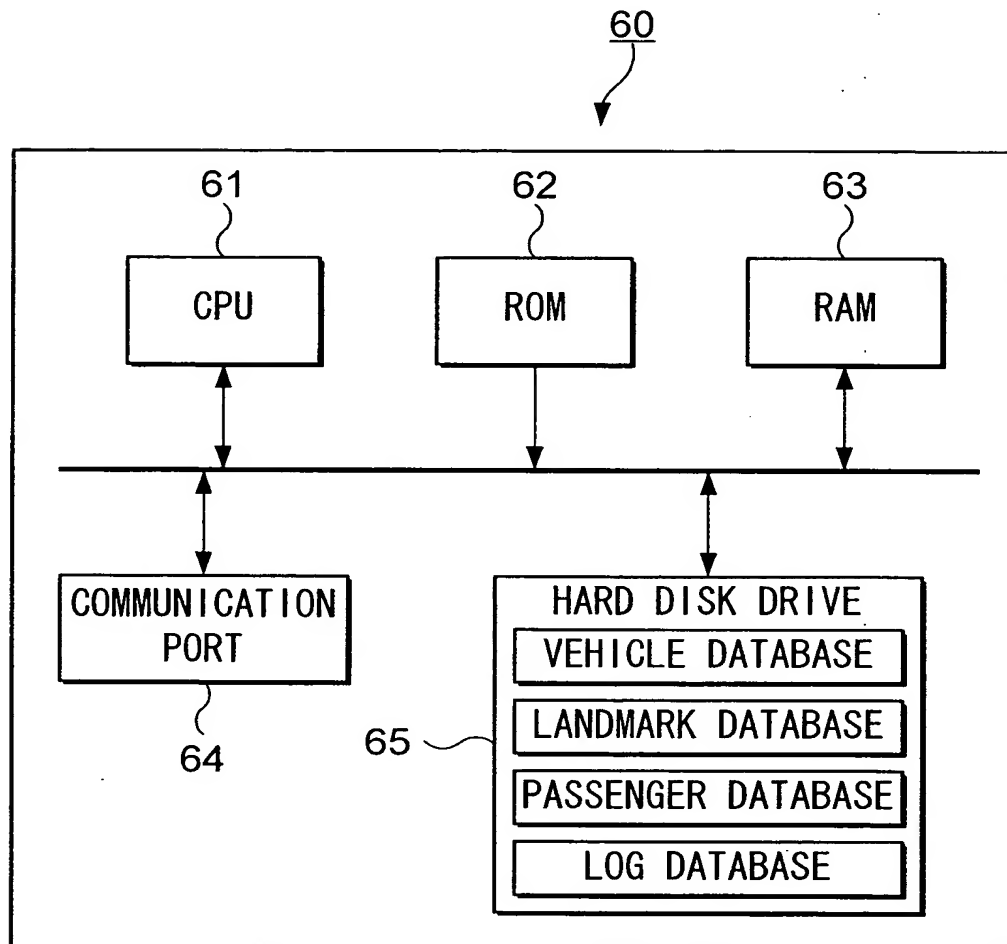 60
61
62
63
CPU
ROM
RAM
COMMUNICATION
PORT
64
65
HARD DISK DRIVE
VEHICLE DATABASE
LANDMARK DATABASE
PASSENGER DATABASE
LOG DATABASE